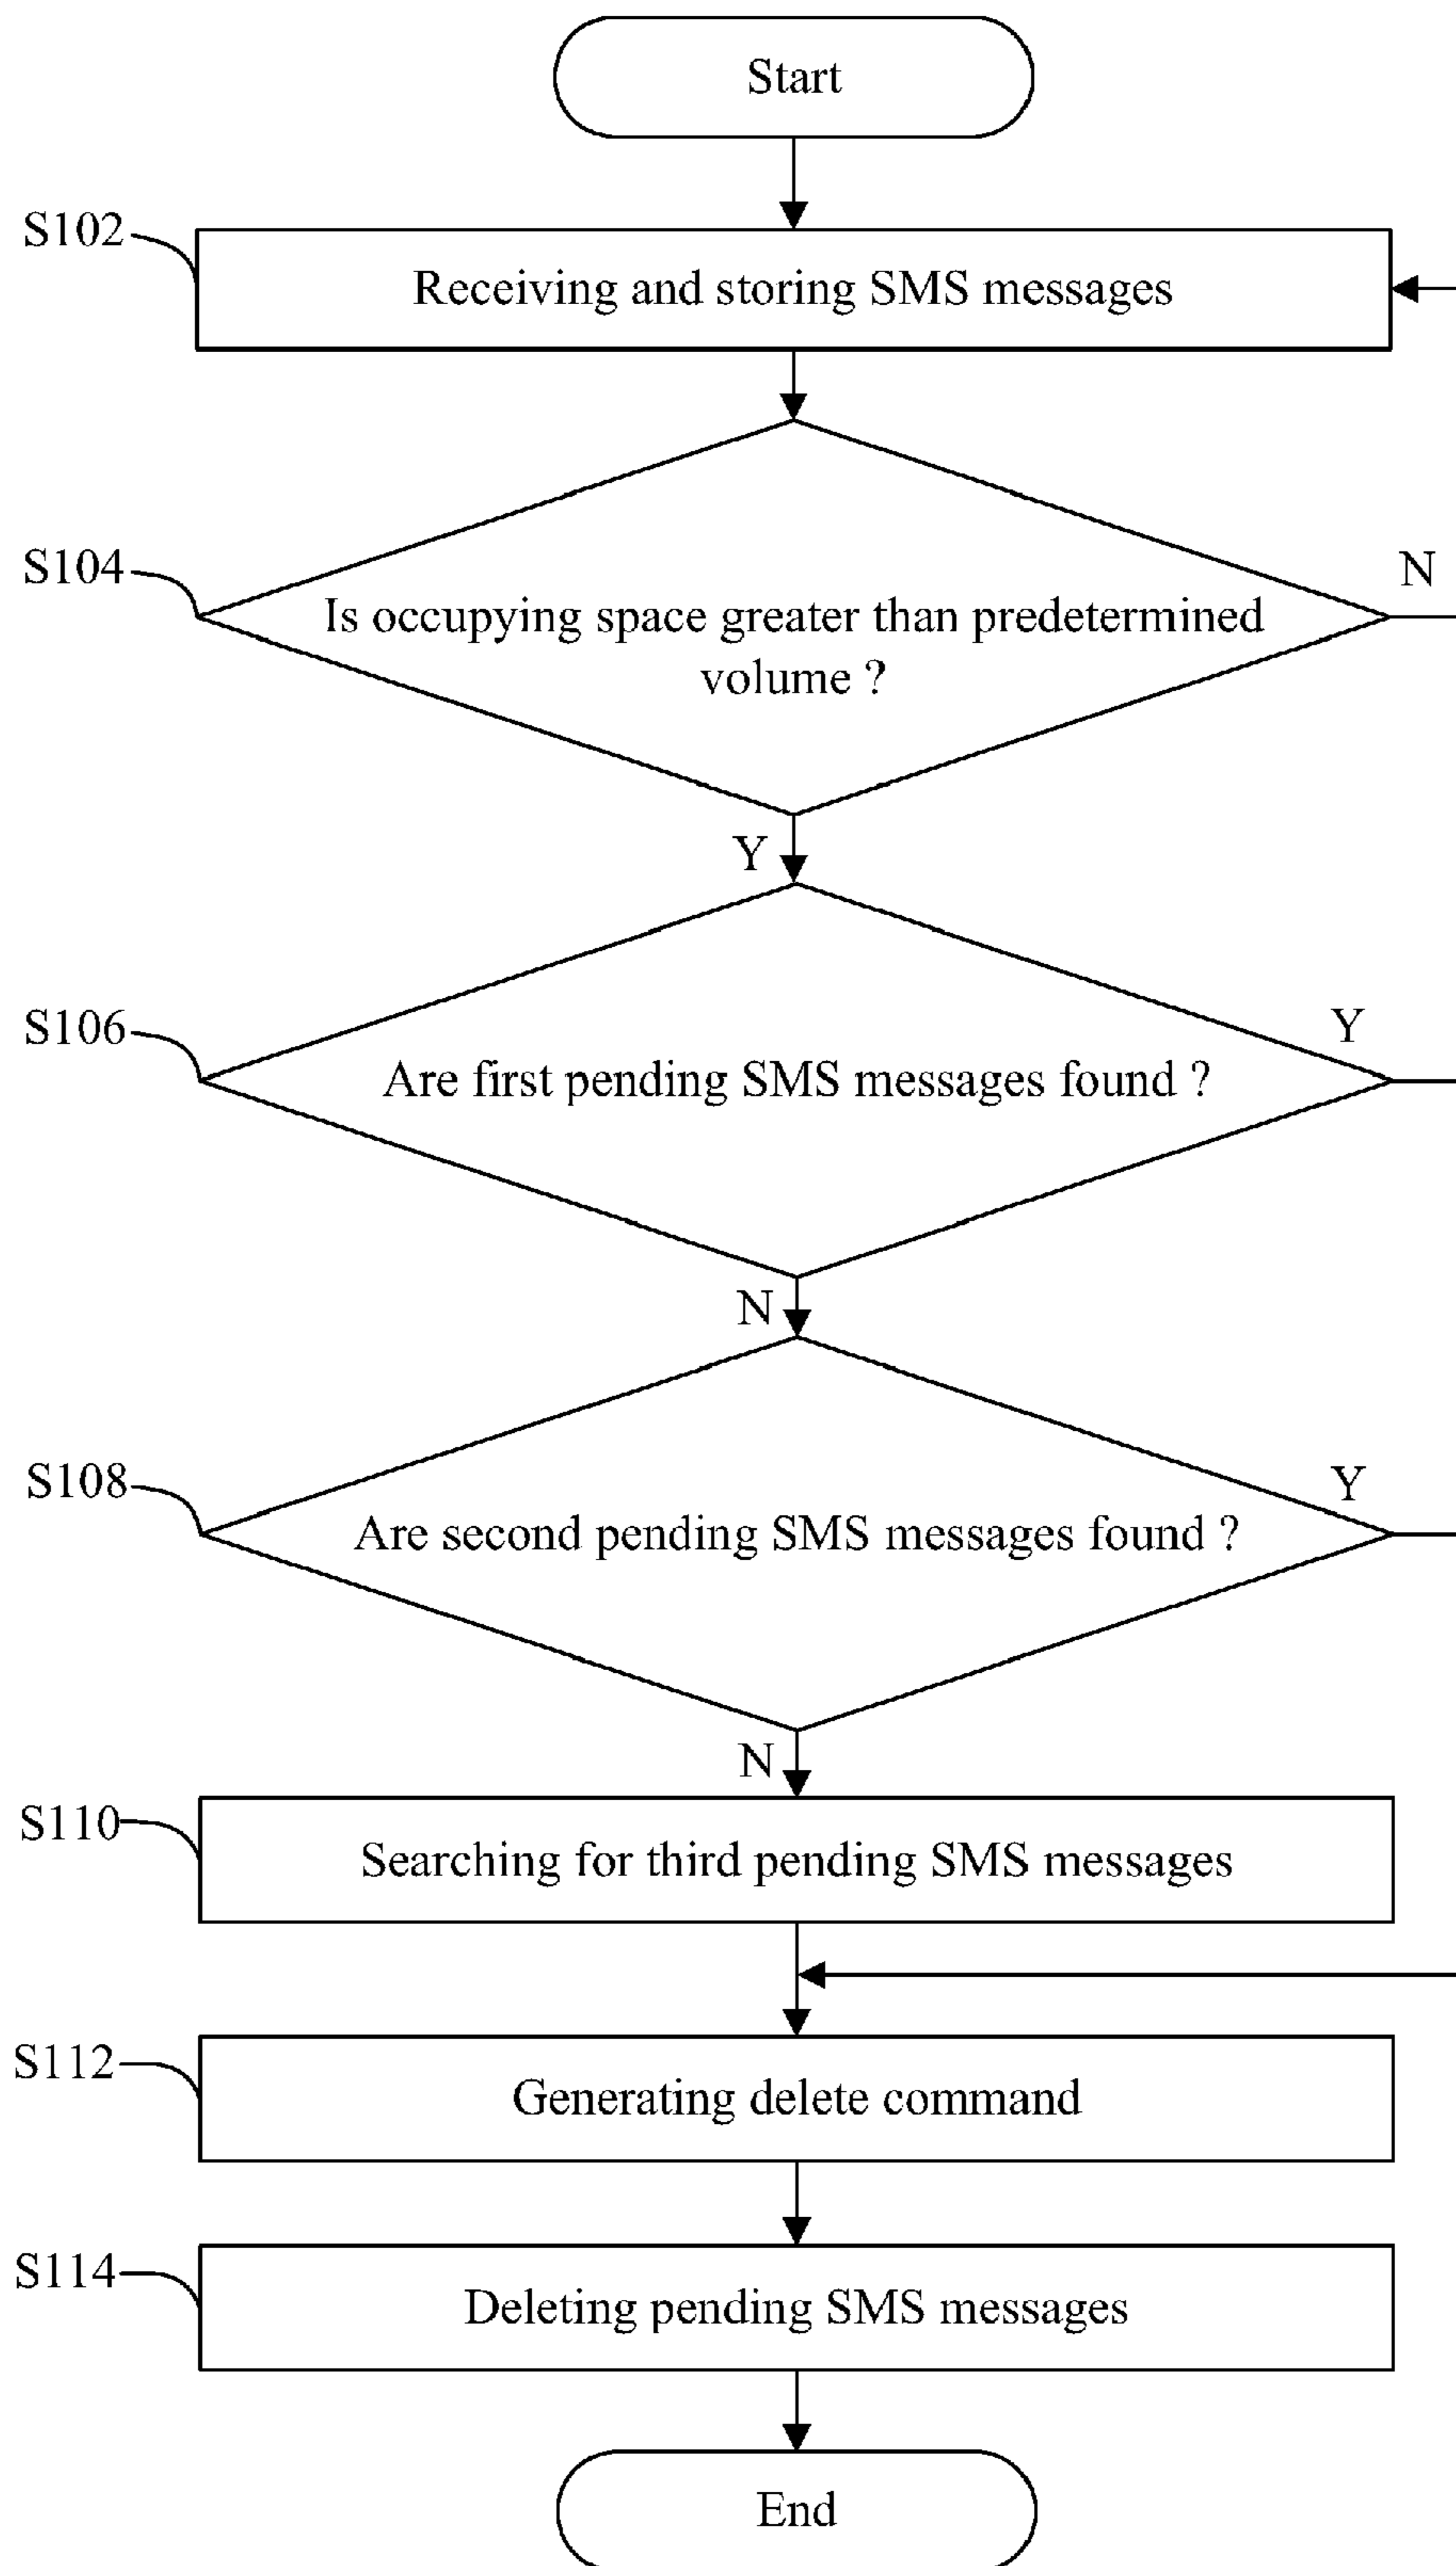 Start
S102
Receiving and storing SMS messages
S104
N
Is occupying space greater than predetermined
volume ?
Y
S106
Y
Are first pending SMS messages found ?
N
S108
Y
Are second pending SMS messages found ?
N
S110
Searching for third pending SMS messages
S112
Generating delete command
S114
Deleting pending SMS messages
End